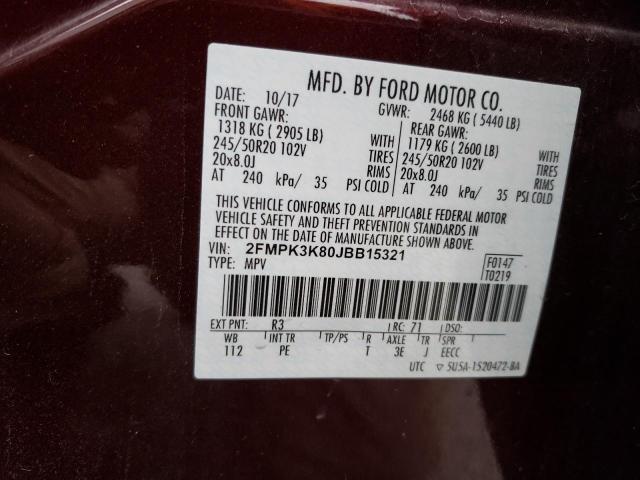 MFD. BY FORD MOTOR CO.
DATE: 10/17 GVWR: 2468 KG ( 5440 LB)
FRONT GAWR: REAR GAWR:
1318 KG ( 2905 LB) 1179 KG ( 2600 LB)
245/50R20 102V TIRES 245/50R20 102V TIRES
20x8.0J RIMS 20x8.0J RIMS
AT 240 kPa/ 35 PSI COLD AT 240 kPa/ 35 PSI COLD
THIS VEHICLE CONFORMS TO ALL APPLICABLE FEDERAL MOTOR
VEHICLE SAFETY AND THEFT PREVENTION STANDARDS IN
EFFECT ON THE DATE OF MANUFACTURE SHOWN ABOVE.
VIN: 2FMPK3K80JBB15321 F0147
TYPE: MPV T0219
EXT PNT: R3 RC: 71 DSO:
WB INT TR TP/PS R AXLE TR SPR
112 PE T 3E J EECC
UTC ▽ 5U5A-1520472-BA